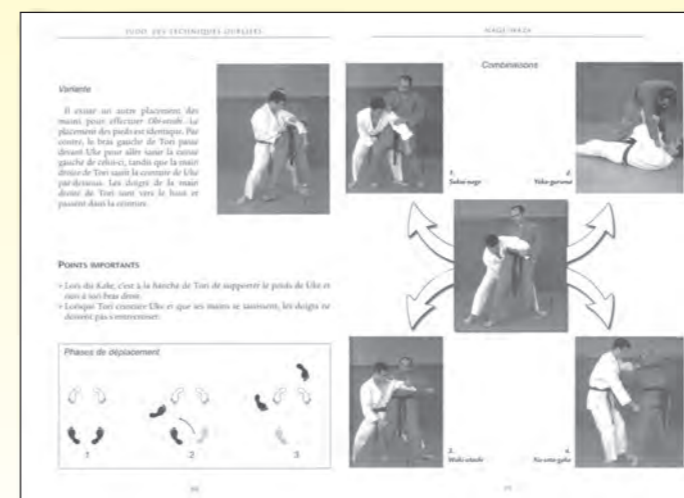 JUDO: DES TECHNIQUES OUBLIÉES
Variante
Il existe un autre placement des
mains pour effectuer Obi-otoshi. Le
placement des pieds est identique. Par
contre, le bras gauche de Tori passe
devant Uke pour aller saisir la
gauche de celui-ci, tandis que la main
droite de Tori saisit la ceinture de Uke
par-dessous. Les doigts de la main
droite de Tori sont vers le haut et
passent dans la ceinture.
POINTS IMPORTANTS
• Lors du Kake, c'est à la hanche de Tori de supporter le poids de Uke et
non à son bras droit.
• Lorsque Tori ceinture Uke et que ses mains se saisissent, les doigts ne
doivent pas s'entrecroiser.
Phases de déplacement
1
2
3
NAGE-WAZA
Combinaisons
1.
2.
Yoko-guruma
3.
4.